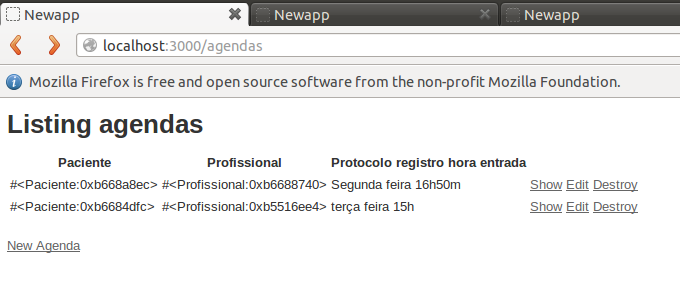 Newapp Newapp Newapp
localhost:3000/agendas
Mozilla Firefox is free and open source software from the non-profit Mozilla Foundation.
Listing agendas
Paciente Profissional Protocolo registro hora entrada
#<Paciente:0xb668a8ec> #<Profissional:0xb6688740> Segunda feira 16h50m Show Edit Destroy
#<Paciente:0xb6684dfc> #<Profissional:0xb5516ee4> terça feira 15h Show Edit Destroy
New Agenda